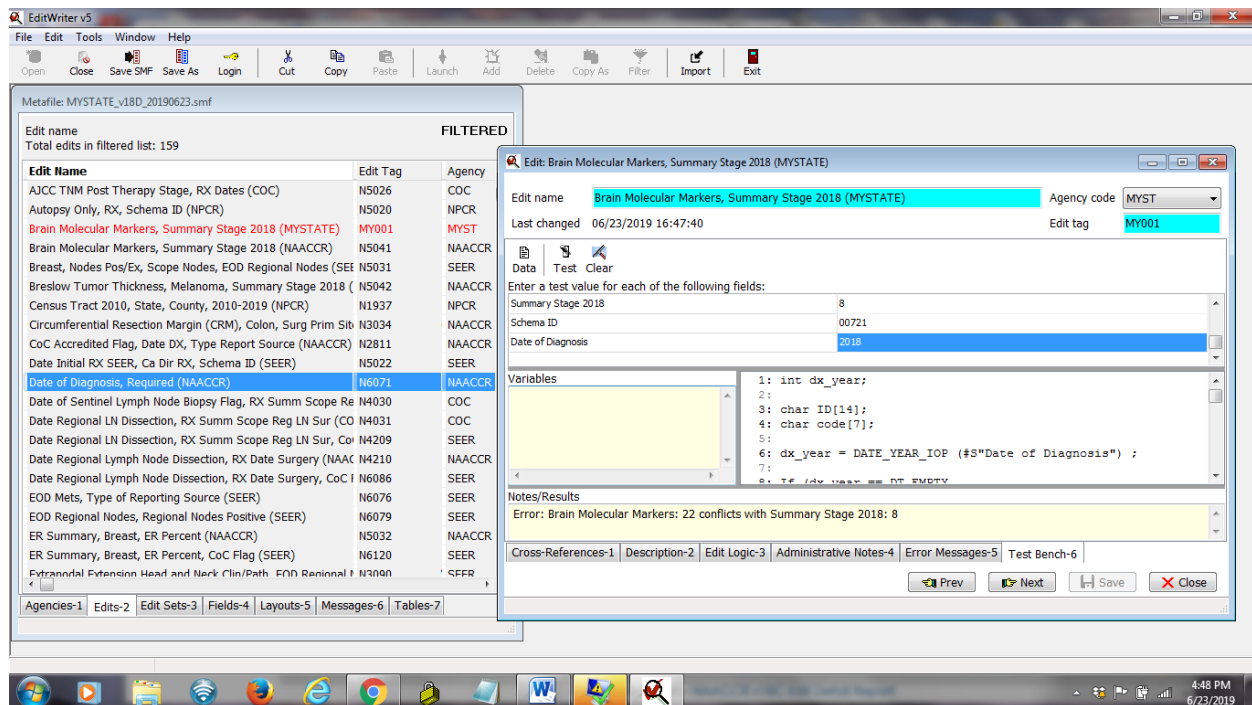 EditWriter v5
File Edit Tools Window Help
Open Close Save SMF Save As Login Cut Copy Paste Launch Add Delete Copy As Filter Import Exit
Metafile: MYSTATE_v18D_20190623.smf
Edit name FILTERED
Total edits in filtered list: 159
Edit Name Edit Tag Agency
AJCC TNM Post Therapy Stage, RX Dates (COC) N5026 COC
Autopsy Only, RX, Schema ID (NPCR) N5020 NPCR
Brain Molecular Markers, Summary Stage 2018 (MYSTATE) MY001 MYST
Brain Molecular Markers, Summary Stage 2018 (NAACCR) N5041 NAACCR
Breast, Nodes Pos/Ex, Scope Nodes, EOD Regional Nodes (SEE N5031 SEER
Breslow Tumor Thickness, Melanoma, Summary Stage 2018 ( N5042 NAACCR
Census Tract 2010, State, County, 2010-2019 (NPCR) N1937 NPCR
Circumferential Resection Margin (CRM), Colon, Surg Prim Sit N3034 NAACCR
CoC Accredited Flag, Date DX, Type Report Source (NAACCR) N2811 NAACCR
Date Initial RX SEER, Ca Dir RX, Schema ID (SEER) N5022 SEER
Date of Diagnosis, Required (NAACCR) N6071 NAACCR
Date of Sentinel Lymph Node Biopsy Flag, RX Summ Scope Re N4030 COC
Date Regional LN Dissection, RX Summ Scope Reg LN Sur (CO N4031 COC
Date Regional LN Dissection, RX Summ Scope Reg LN Sur, Co N4209 SEER
Date Regional Lymph Node Dissection, RX Date Surgery (NAAC N4210 NAACCR
Date Regional Lymph Node Dissection, RX Date Surgery, CoC F N6086 SEER
EOD Mets, Type of Reporting Source (SEER) N6076 SEER
EOD Regional Nodes, Regional Nodes Positive (SEER) N6079 SEER
ER Summary, Breast, ER Percent (NAACCR) N5032 NAACCR
ER Summary, Breast, ER Percent, CoC Flag (SEER) N6120 SEER
Extranodal Extension Head and Neck Clin/Path, EOD Regional N3090 SEER
Agencies-1 Edits-2 Edit Sets-3 Fields-4 Layouts-5 Messages-6 Tables-7
Edit: Brain Molecular Markers, Summary Stage 2018 (MYSTATE)
Edit name Brain Molecular Markers, Summary Stage 2018 (MYSTATE) Agency code MYST
Last changed 06/23/2019 16:47:40 Edit tag MY001
Data Test Clear
Enter a test value for each of the following fields:
Summary Stage 2018 8
Schema ID 00721
Date of Diagnosis 2018
Variables
1: int dx_year;
2:
3: char ID[14];
4: char code[7];
5:
6: dx_year = DATE_YEAR_IOP (#S"Date of Diagnosis") ;
7:
8: If (dx_year == DT_EMPTY
Notes/Results
Error: Brain Molecular Markers: 22 conflicts with Summary Stage 2018: 8
Cross-References-1 Description-2 Edit Logic-3 Administrative Notes-4 Error Messages-5 Test Bench-6
Prev Next Save Close
4:48 PM
6/23/2019